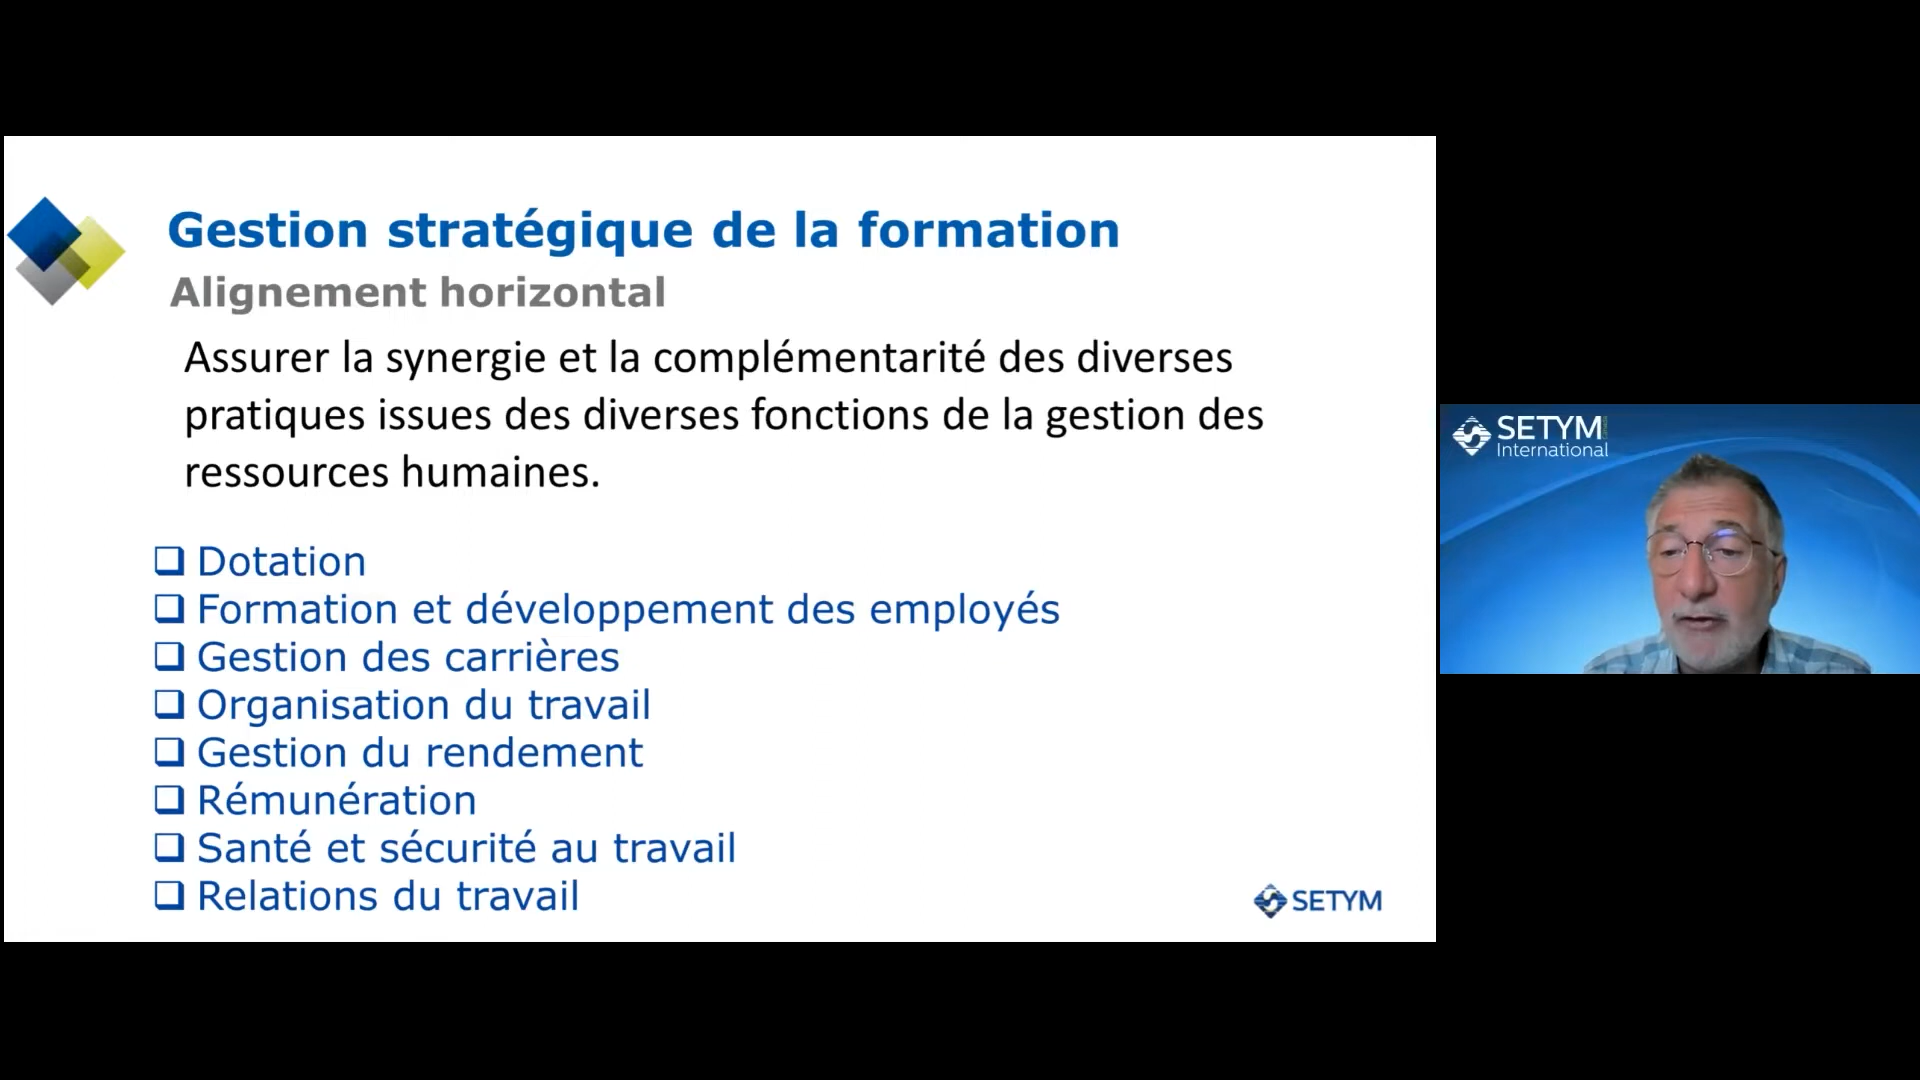 Gestion stratégique de la formation
Alignement horizontal
Assurer la synergie et la complémentarité des diverses
pratiques issues des diverses fonctions de la gestion des
ressources humaines.
Dotation
Formation et développement des employés
Gestion des carrières
Organisation du travail
Gestion du rendement
Rémunération
Santé et sécurité au travail
Relations du travail
SETYM
SETYM
International